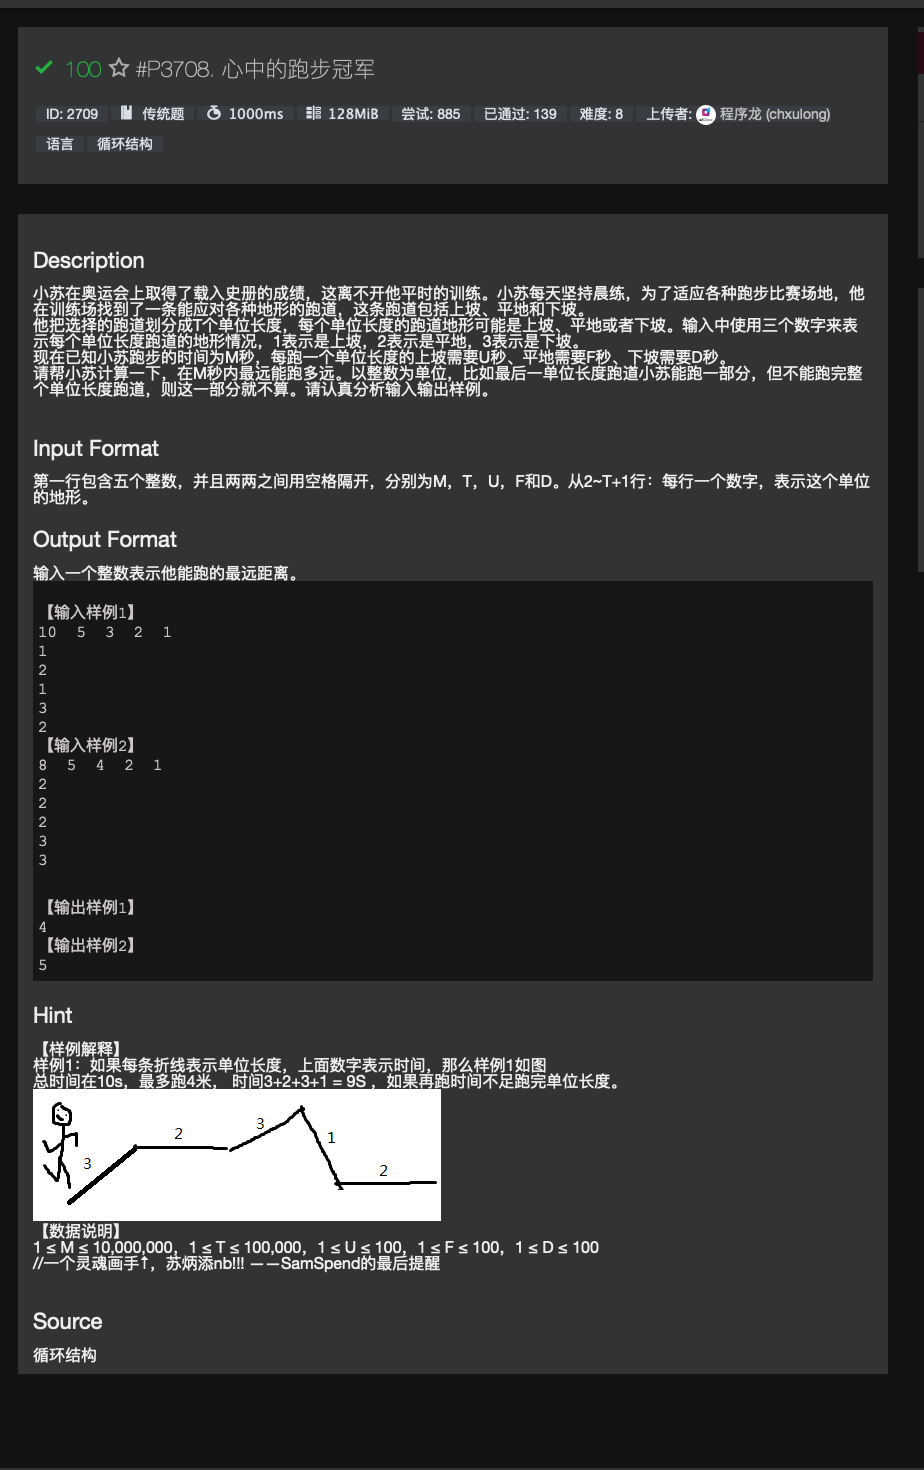 100 #P3708. 心中的跑步冠军
ID: 2709 传统题 1000ms 128MiB 尝试: 885 已通过: 139 难度: 8 上传者: 程序龙 (chxulong)
语言 循环结构
Description
小苏在奥运会上取得了载入史册的成绩，这离不开他平时的训练。小苏每天坚持晨练，为了适应各种跑步比赛场地，他
在训练场找到了一条能应对各种地形的跑道，这条跑道包括上坡、平地和下坡。
他把选择的跑道划分成T个单位长度，每个单位长度的跑道地形可能是上坡、平地或者下坡。输入中使用三个数字来表
示每个单位长度跑道的地形情况，1表示是上坡，2表示是平地，3表示是下坡。
现在已知小苏跑步的时间为M秒，每跑一个单位长度的上坡需要U秒、平地需要F秒、下坡需要D秒。
请帮小苏计算一下，在M秒内最远能跑多远。以整数为单位，比如最后一单位长度跑道小苏能跑一部分，但不能跑完整
个单位长度跑道，则这一部分就不算。请认真分析输入输出样例。
Input Format
第一行包含五个整数，并且两两之间用空格隔开，分别为M，T，U，F和D。从2~T+1行：每行一个数字，表示这个单位
的地形。
Output Format
输入一个整数表示他能跑的最远距离。
【输入样例1】
10 5 3 2 1
1
2
1
3
2
【输入样例2】
8 5 4 2 1
2
2
2
3
3
【输出样例1】
4
【输出样例2】
5
Hint
【样例解释】
样例1：如果每条折线表示单位长度，上面数字表示时间，那么样例1如图
总时间在10s，最多跑4米， 时间3+2+3+1 = 9S ，如果再跑时间不足跑完单位长度。
3 2 3 1 2
【数据说明】
1 ≤ M ≤ 10,000,000，1 ≤ T ≤ 100,000，1 ≤ U ≤ 100，1 ≤ F ≤ 100，1 ≤ D ≤ 100
//一个灵魂画手↑，苏炳添nb!!! ——SamSpend的最后提醒
Source
循环结构